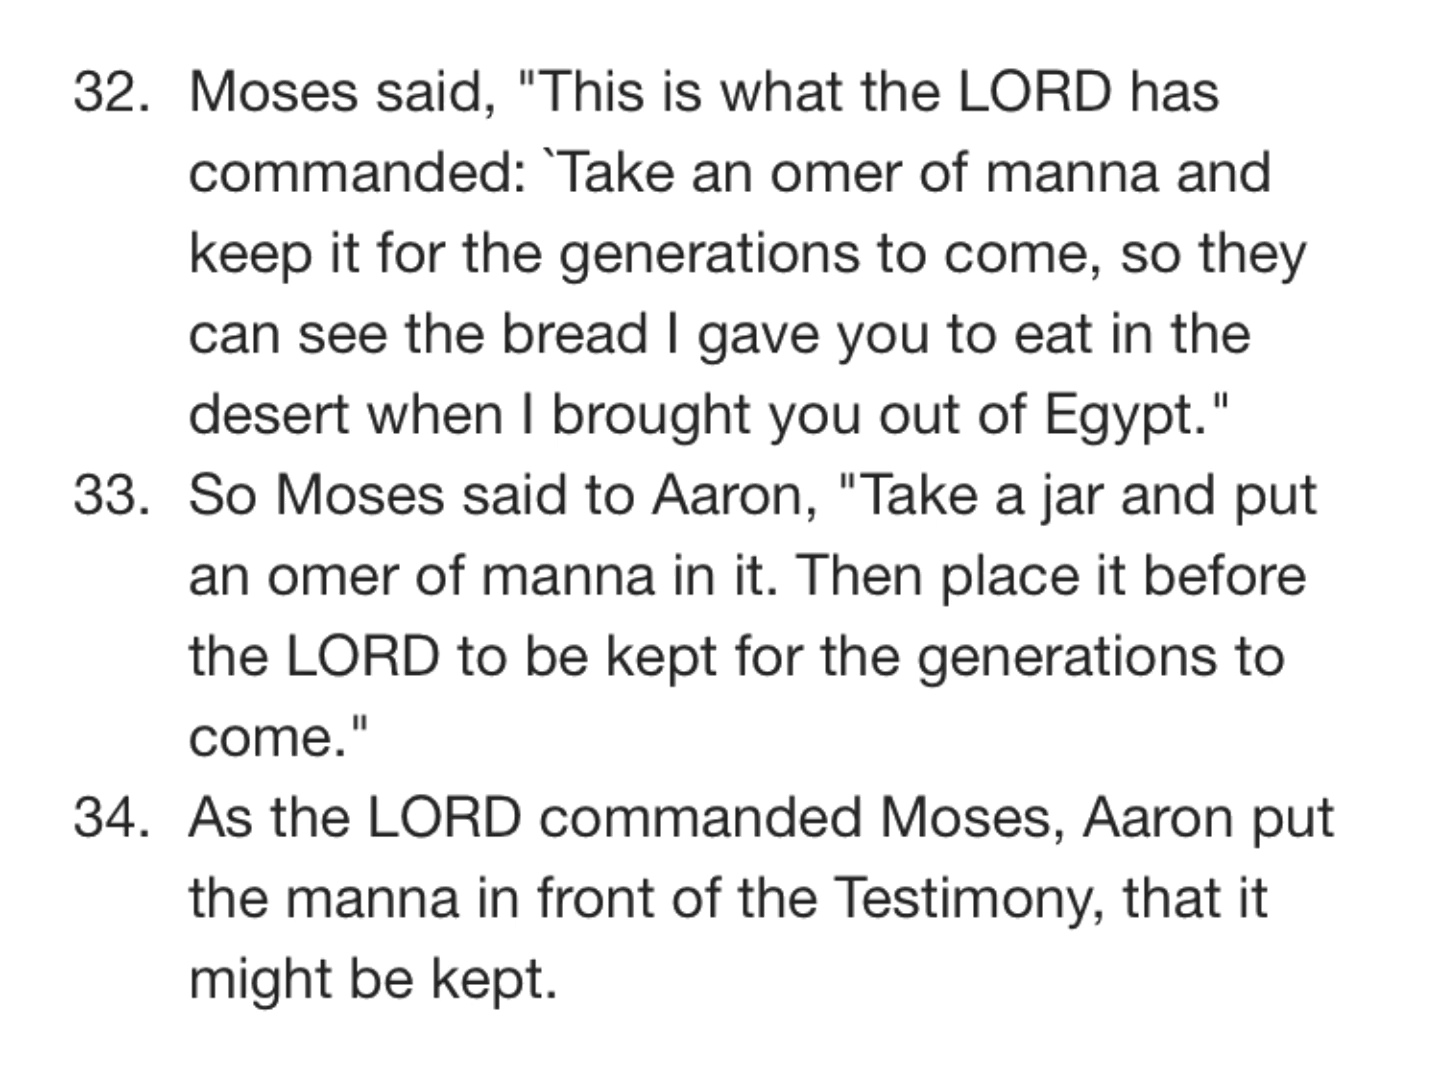 32. Moses said, "This is what the LORD has
commanded: `Take an omer of manna and
keep it for the generations to come, so they
can see the bread I gave you to eat in the
desert when I brought you out of Egypt."
33. So Moses said to Aaron, "Take a jar and put
an omer of manna in it. Then place it before
the LORD to be kept for the generations to
come."
34. As the LORD commanded Moses, Aaron put
the manna in front of the Testimony, that it
might be kept.